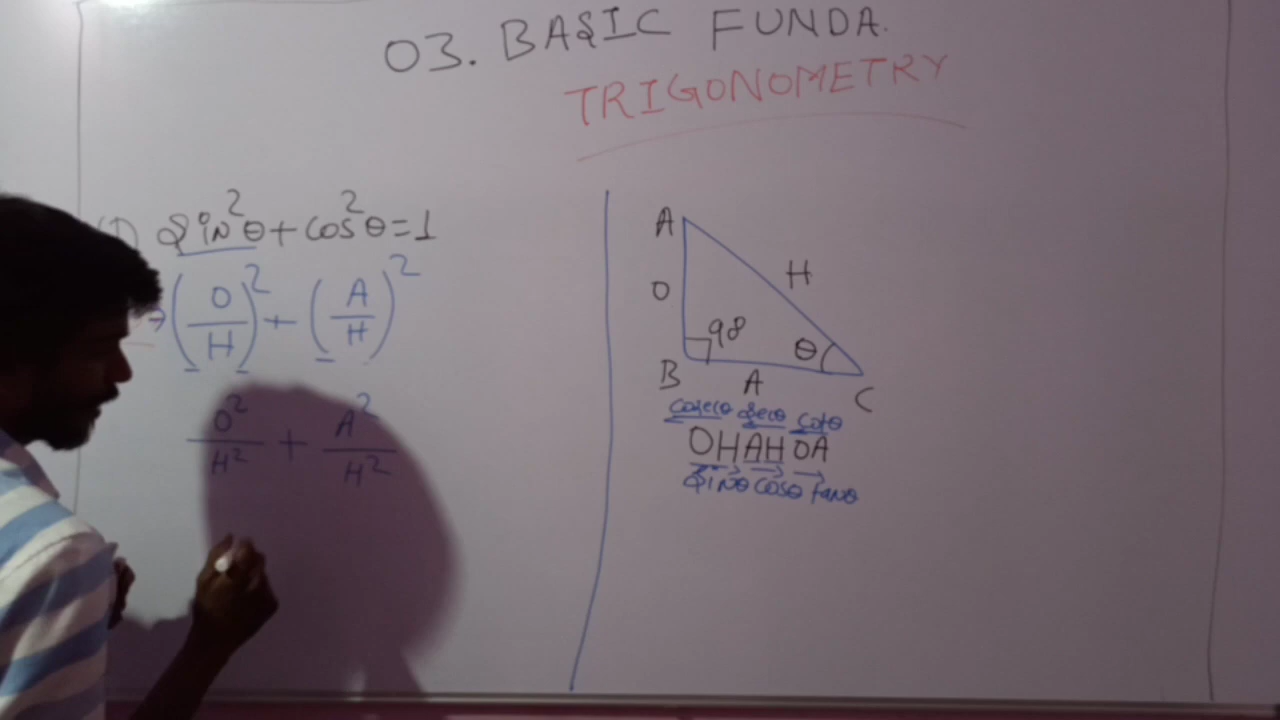 03. BASIC FUNDA.
TRIGONOMETRY
(1) Sin²θ + cos²θ = 1
⇒ (O/H)² + (A/H)²
O²/H² + A²/H²
A
O
H
90
θ
B
A
C
cosecθ secθ cotθ
OHAHOA
Sinθ cosθ tanθ